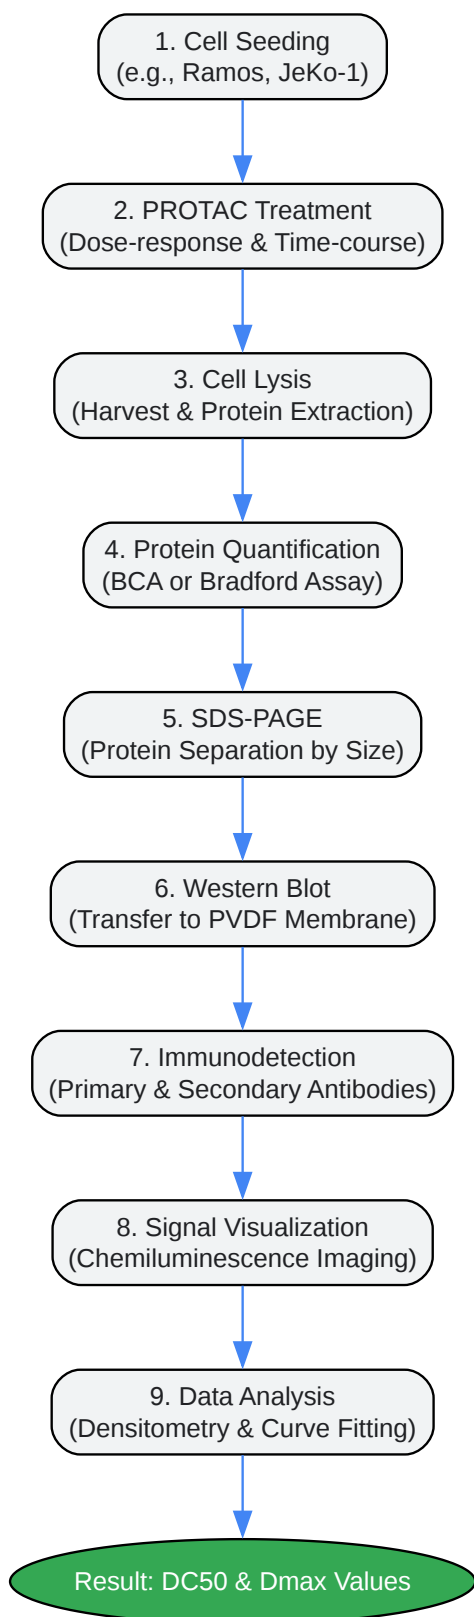 1. Cell Seeding
(e.g., Ramos, JeKo-1)
2. PROTAC Treatment
(Dose-response & Time-course)
3. Cell Lysis
(Harvest & Protein Extraction)
4. Protein Quantification
(BCA or Bradford Assay)
5. SDS-PAGE
(Protein Separation by Size)
6. Western Blot
(Transfer to PVDF Membrane)
7. Immunodetection
(Primary & Secondary Antibodies)
8. Signal Visualization
(Chemiluminescence Imaging)
9. Data Analysis
(Densitometry & Curve Fitting)
Result: DC50 & Dmax Values